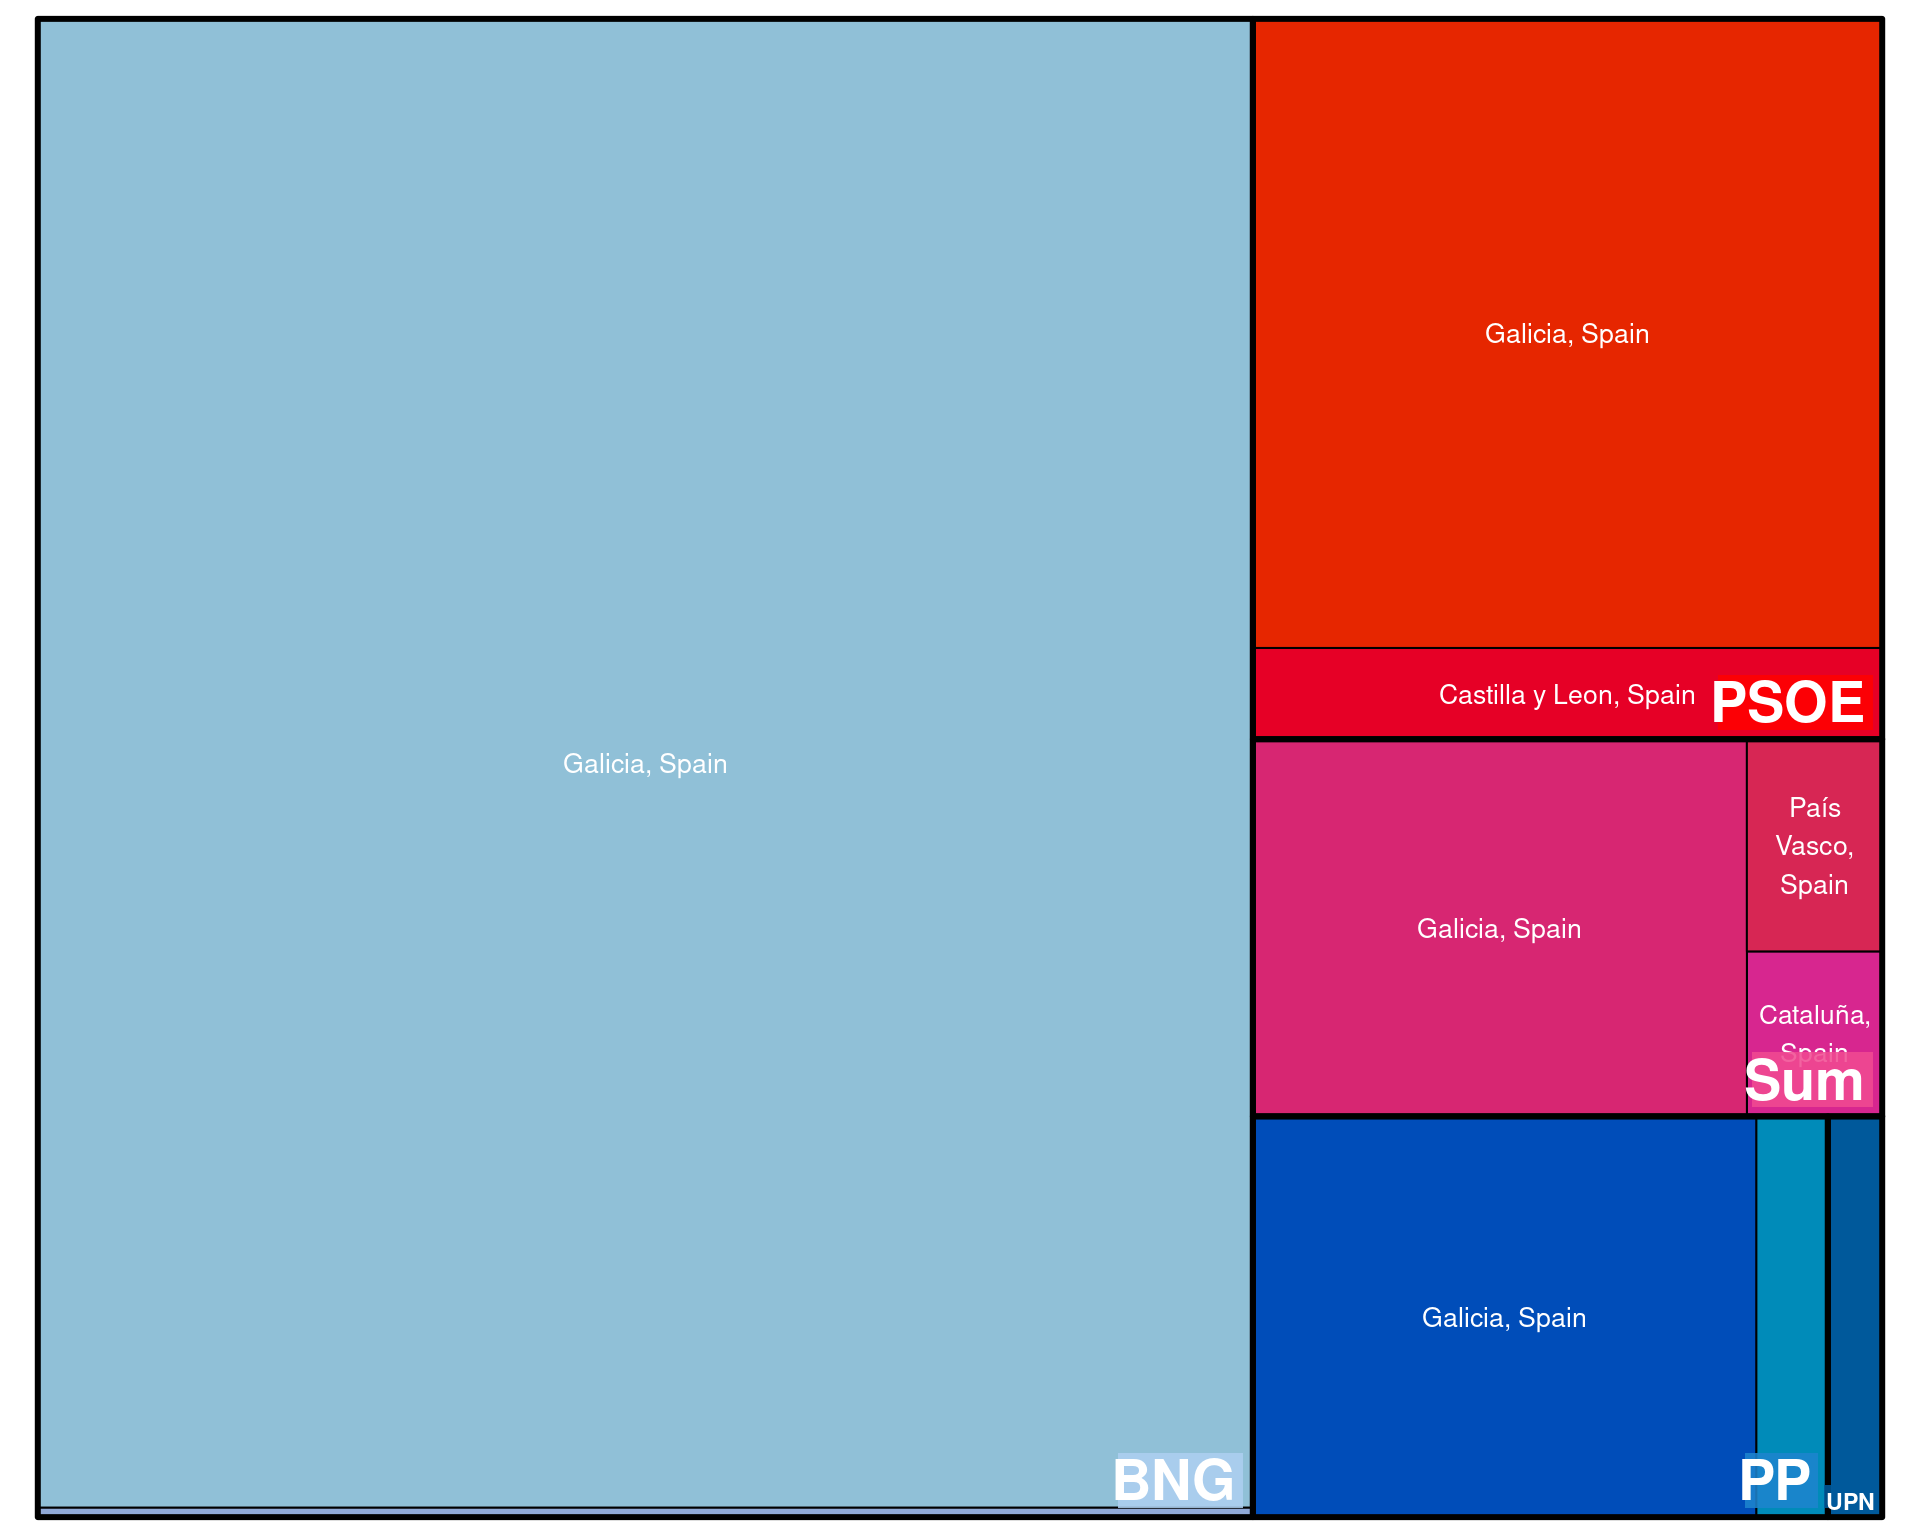 Galicia, Spain
BNG
Galicia, Spain
Castilla y Leon, Spain
PSOE
Galicia, Spain
País
Vasco,
Spain
Cataluña,
Spain
Sum
Galicia, Spain
PP
UPN